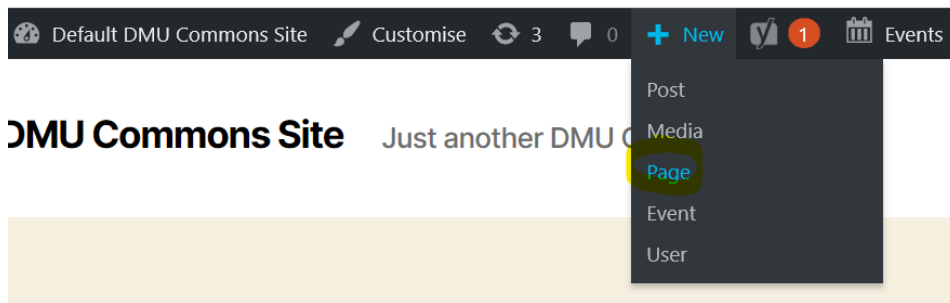 Default DMU Commons Site Customise 3 0 New 1 Events
Post
DMU Commons Site Just another DMU
Media
Page
Event
User